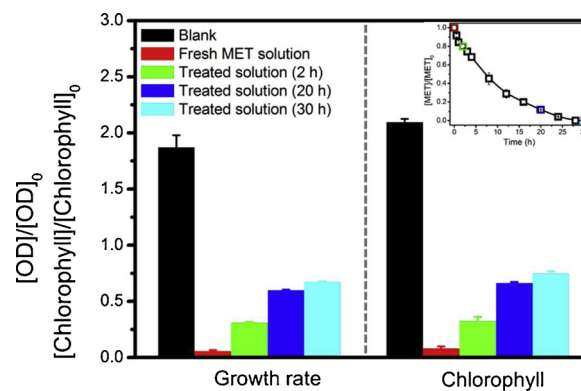 [OD]/[OD]0
[Chlorophyll]/[Chlorophyll]0
3.0
2.5
2.0
1.5
1.0
0.5
0.0
Blank
Fresh MET solution
Treated solution (2 h)
Treated solution (20 h)
Treated solution (30 h)
[MET]/[MET]0
1.0
0.8
0.6
0.4
0.2
0.0
0 5 10 15 20 25
Time (h)
Growth rate
Chlorophyll